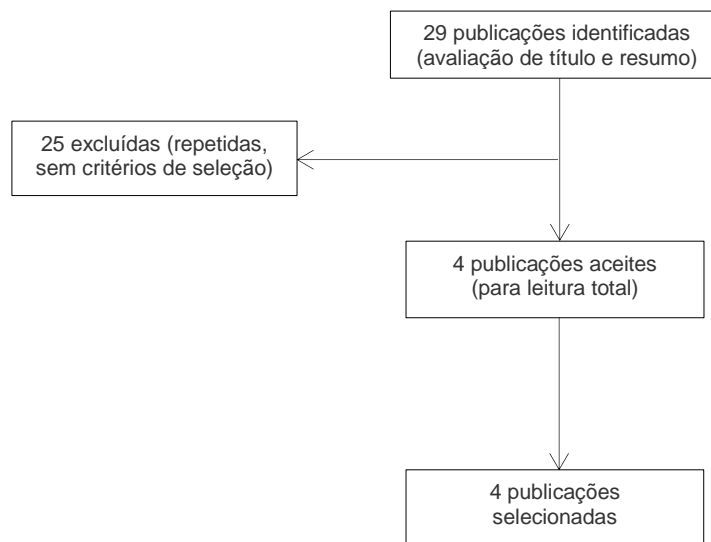 29 publicações identificadas
(avaliação de título e resumo)
25 excluídas (repetidas,
sem critérios de seleção)
4 publicações aceites
(para leitura total)
4 publicações
selecionadas